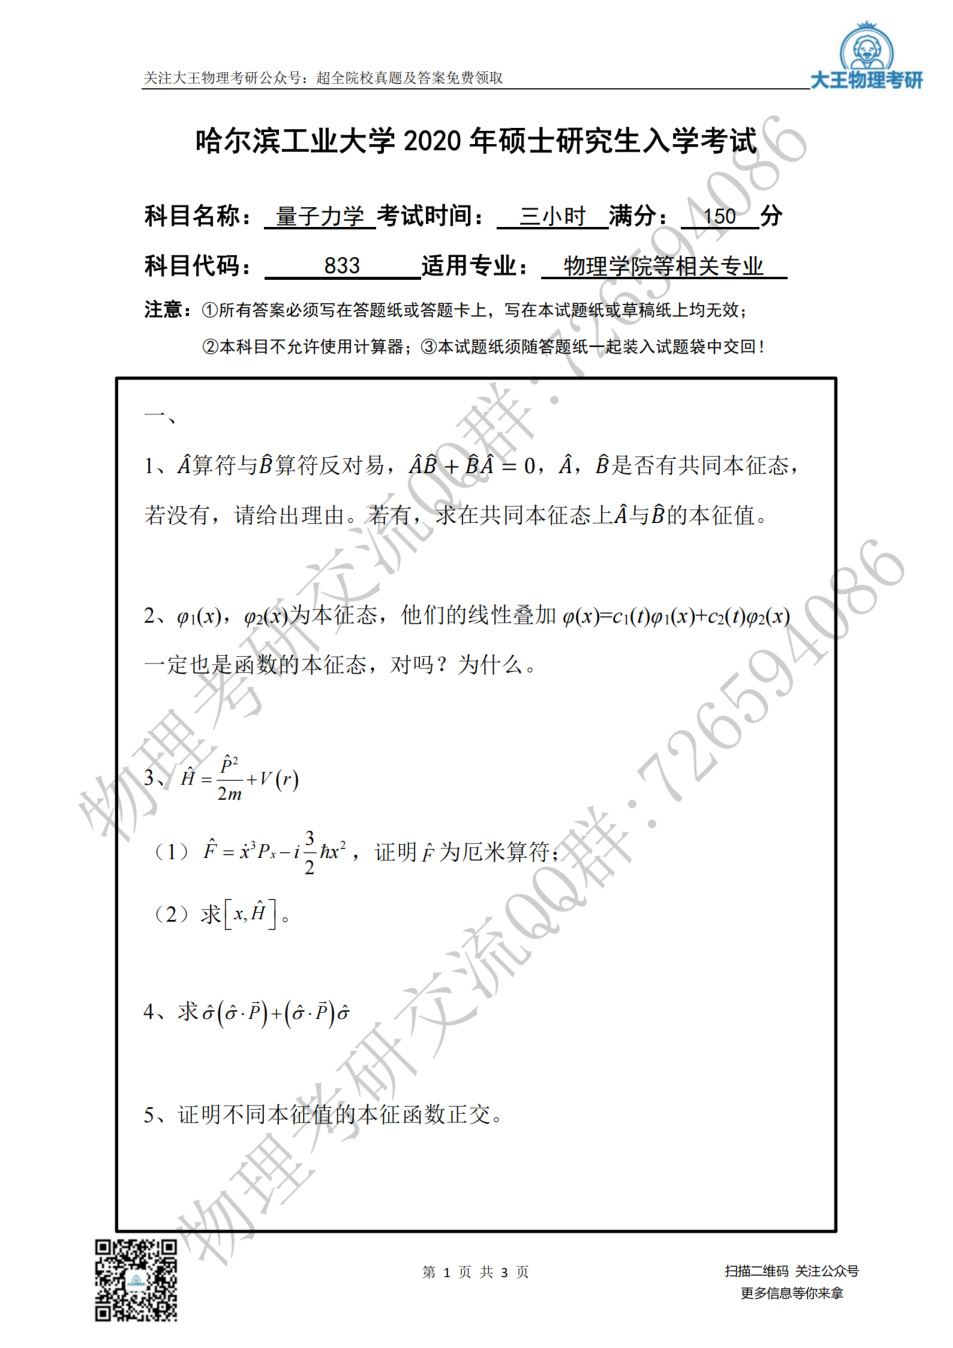 关注大王物理考研公众号：超全院校真题及答案免费领取
大王物理考研
哈尔滨工业大学 2020 年硕士研究生入学考试
科目名称： 量子力学 考试时间： 三小时 满分： 150 分
科目代码： 833 适用专业： 物理学院等相关专业
注意：①所有答案必须写在答题纸或答题卡上，写在本试题纸或草稿纸上均无效；
②本科目不允许使用计算器；③本试题纸须随答题纸一起装入试题袋中交回！
一、
1、Â算符与B̂算符反对易，ÂB̂ + B̂Â = 0，Â，B̂是否有共同本征态，
若没有，请给出理由。若有，求在共同本征态上Â与B̂的本征值。
2、φ₁(x)，φ₂(x)为本征态，他们的线性叠加 φ(x)=c₁(t)φ₁(x)+c₂(t)φ₂(x)
一定也是函数的本征态，对吗？为什么。
3、Ĥ = P̂²/2m + V(r)
（1）F̂ = ẋ³Pₓ − i 3/2 ħx²，证明F̂为厄米算符；
（2）求[x, Ĥ]。
4、求σ̂(σ̂·P⃗)+(σ̂·P⃗)σ̂
5、证明不同本征值的本征函数正交。
物理考研交流QQ群：726594086
物理考研交流QQ群：726594086
大王物理考研
第 1 页 共 3 页
扫描二维码 关注公众号
更多信息等你来拿